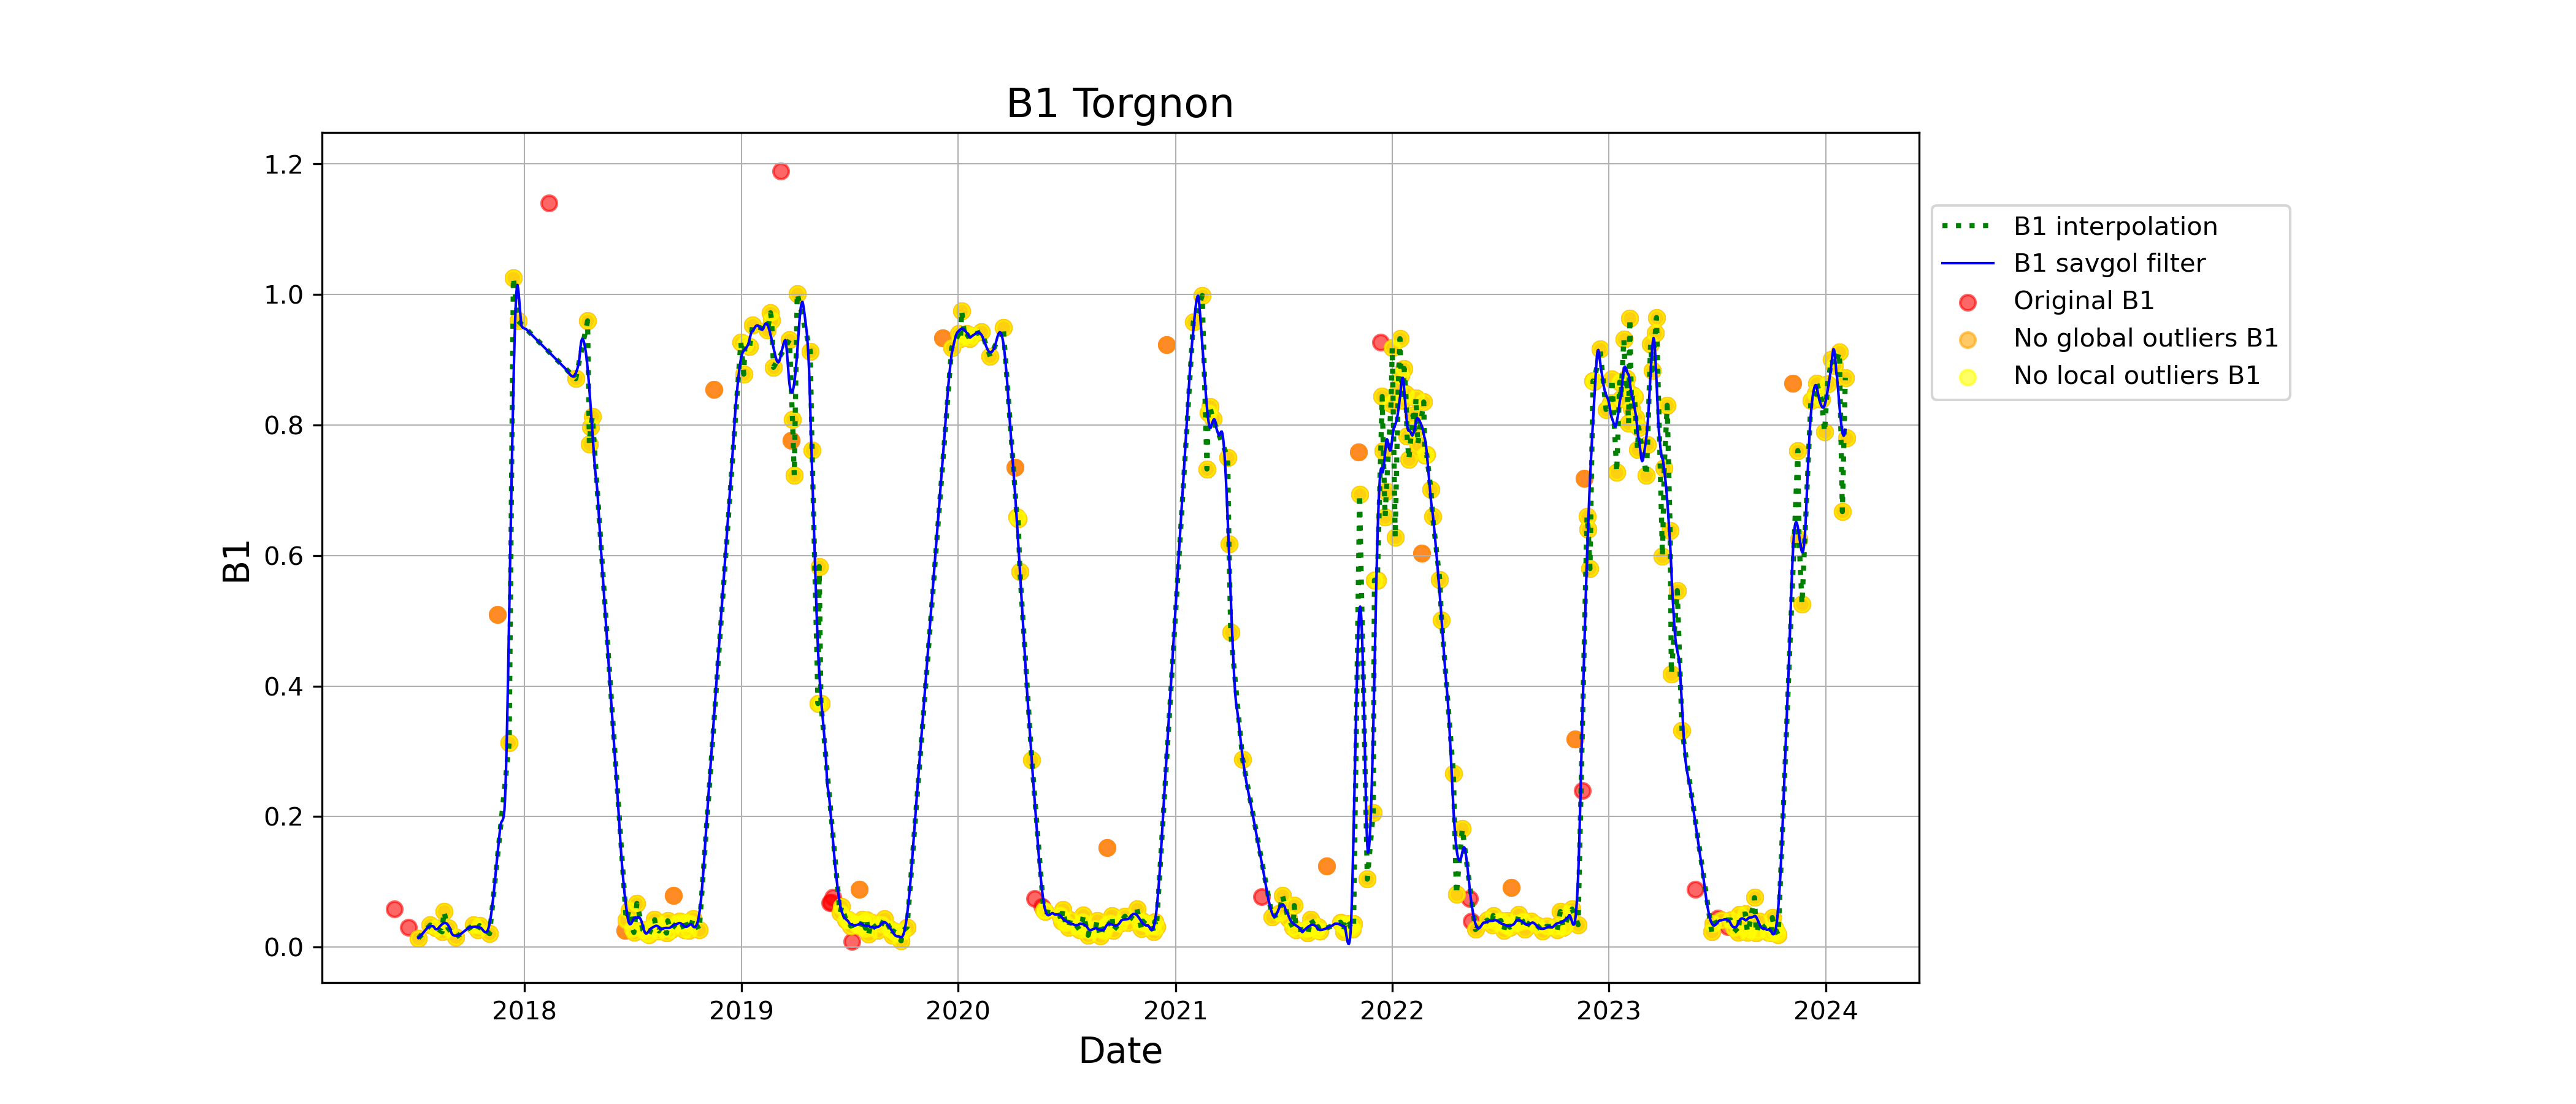 B1 Torgnon
B1
1.2
1.0
0.8
0.6
0.4
0.2
0.0
2018
2019
2020
2021
2022
2023
2024
Date
B1 interpolation
B1 savgol filter
Original B1
No global outliers B1
No local outliers B1